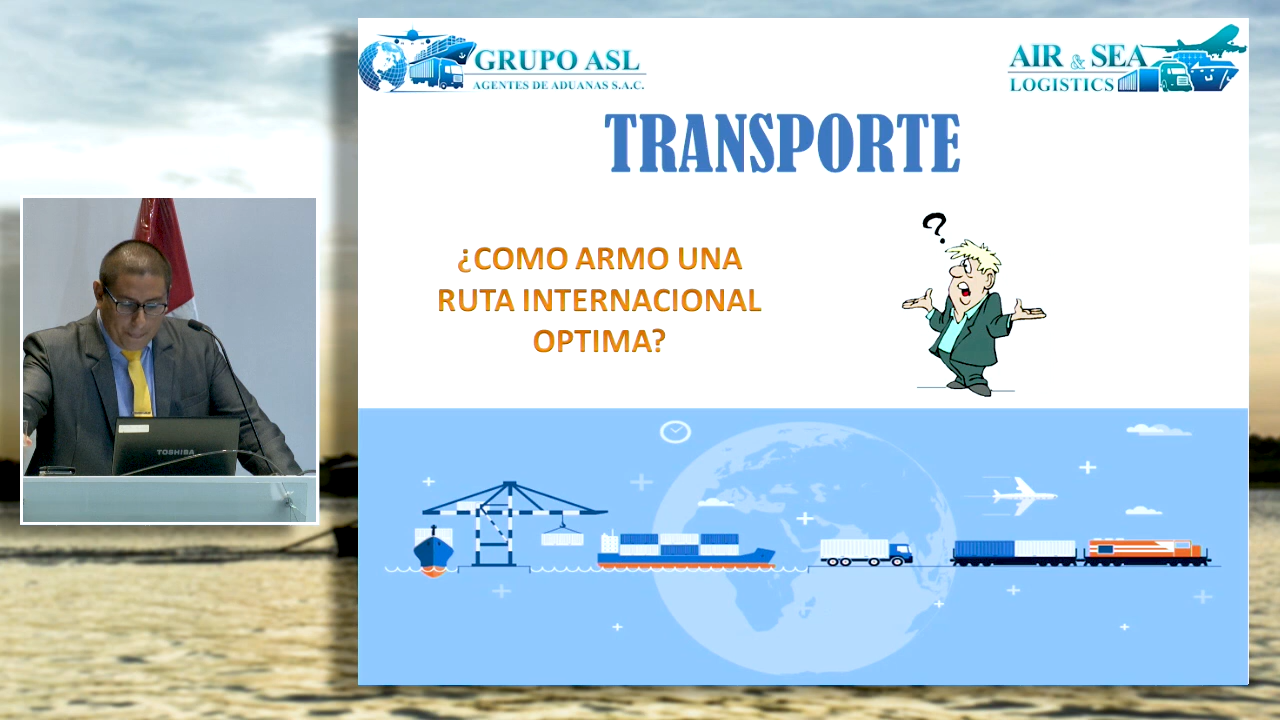 GRUPO ASL
AGENTES DE ADUANAS S.A.C.
AIR & SEA
LOGISTICS
TRANSPORTE
?
¿COMO ARMO UNA
RUTA INTERNACIONAL
OPTIMA?
TOSHIBA